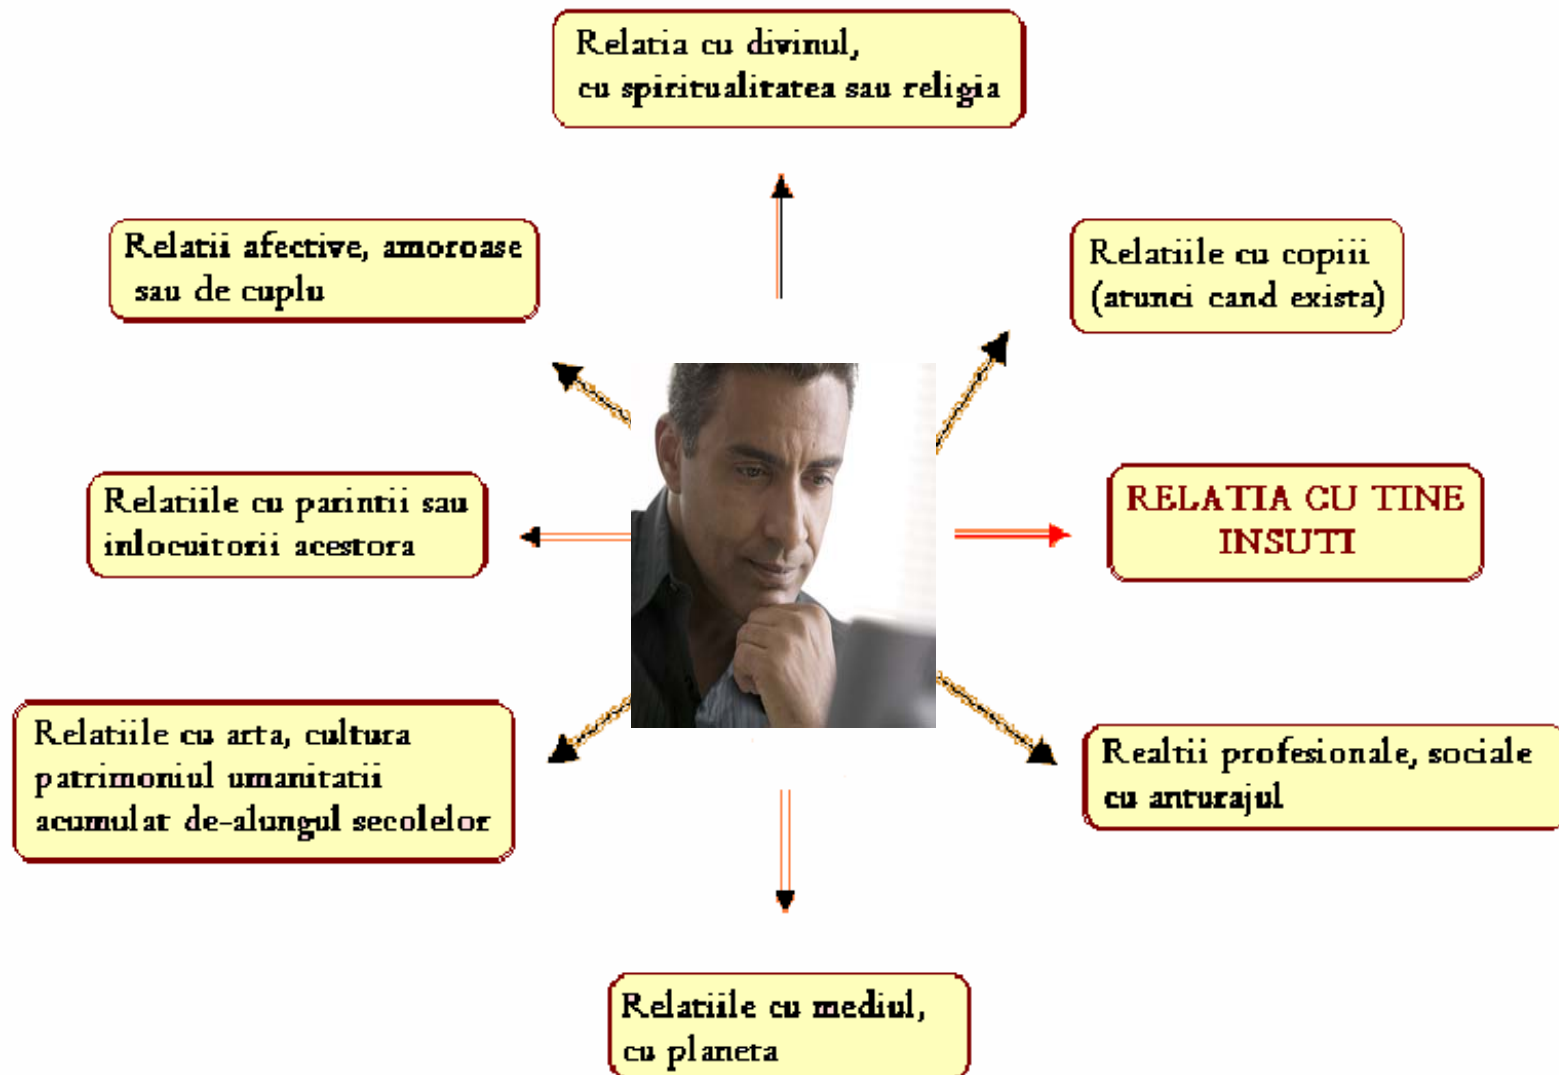 Relatia cu divinul,
cu spiritualitatea sau religia
Relatii afective, amoroase
sau de cuplu
Relatiile cu copiii
(atunci cand exista)
Relatiile cu parintii sau
inlocuitorii acestora
RELATIA CU TINE
INSUTI
Relatiile cu arta, cultura
patrimoniul umanitatii
acumulat de-alungul secolelor
Realtii profesionale, sociale
cu anturajul
Relatiile cu mediul,
cu planeta